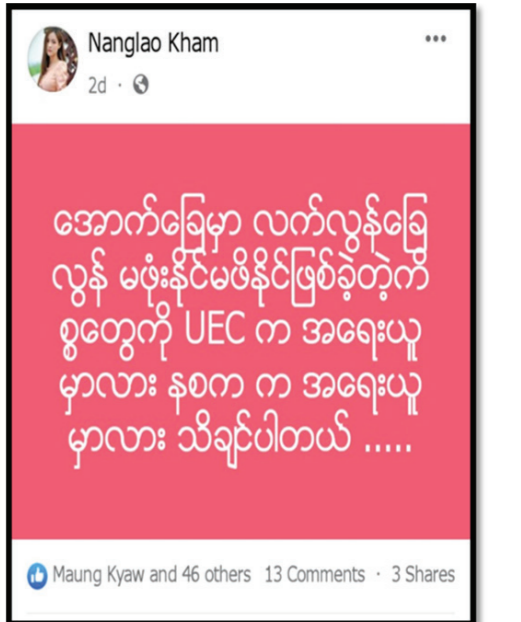 Nanglao Kham
2d ·
အောက်ခြေမှာ လက်လွန်ခြေ
လွန် မဖုံးနိုင်မဖိနိုင်ဖြစ်ခဲ့တဲ့ကိ
စ္စတွေကို UEC က အရေးယူ
မှာလား နစက က အရေးယူ
မှာလား သိချင်ပါတယ် .....
Maung Kyaw and 46 others 13 Comments · 3 Shares